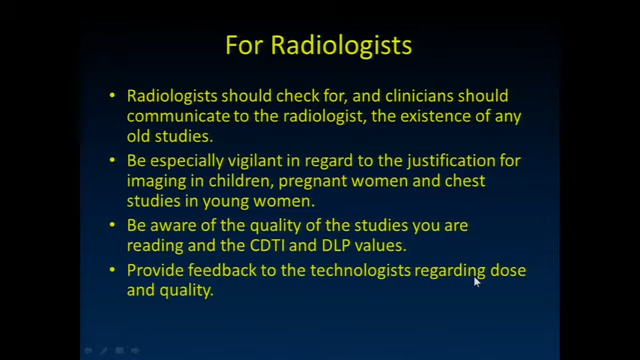 For Radiologists
• Radiologists should check for, and clinicians should
communicate to the radiologist, the existence of any
old studies.
• Be especially vigilant in regard to the justification for
imaging in children, pregnant women and chest
studies in young women.
• Be aware of the quality of the studies you are
reading and the CDTI and DLP values.
• Provide feedback to the technologists regarding dose
and quality.